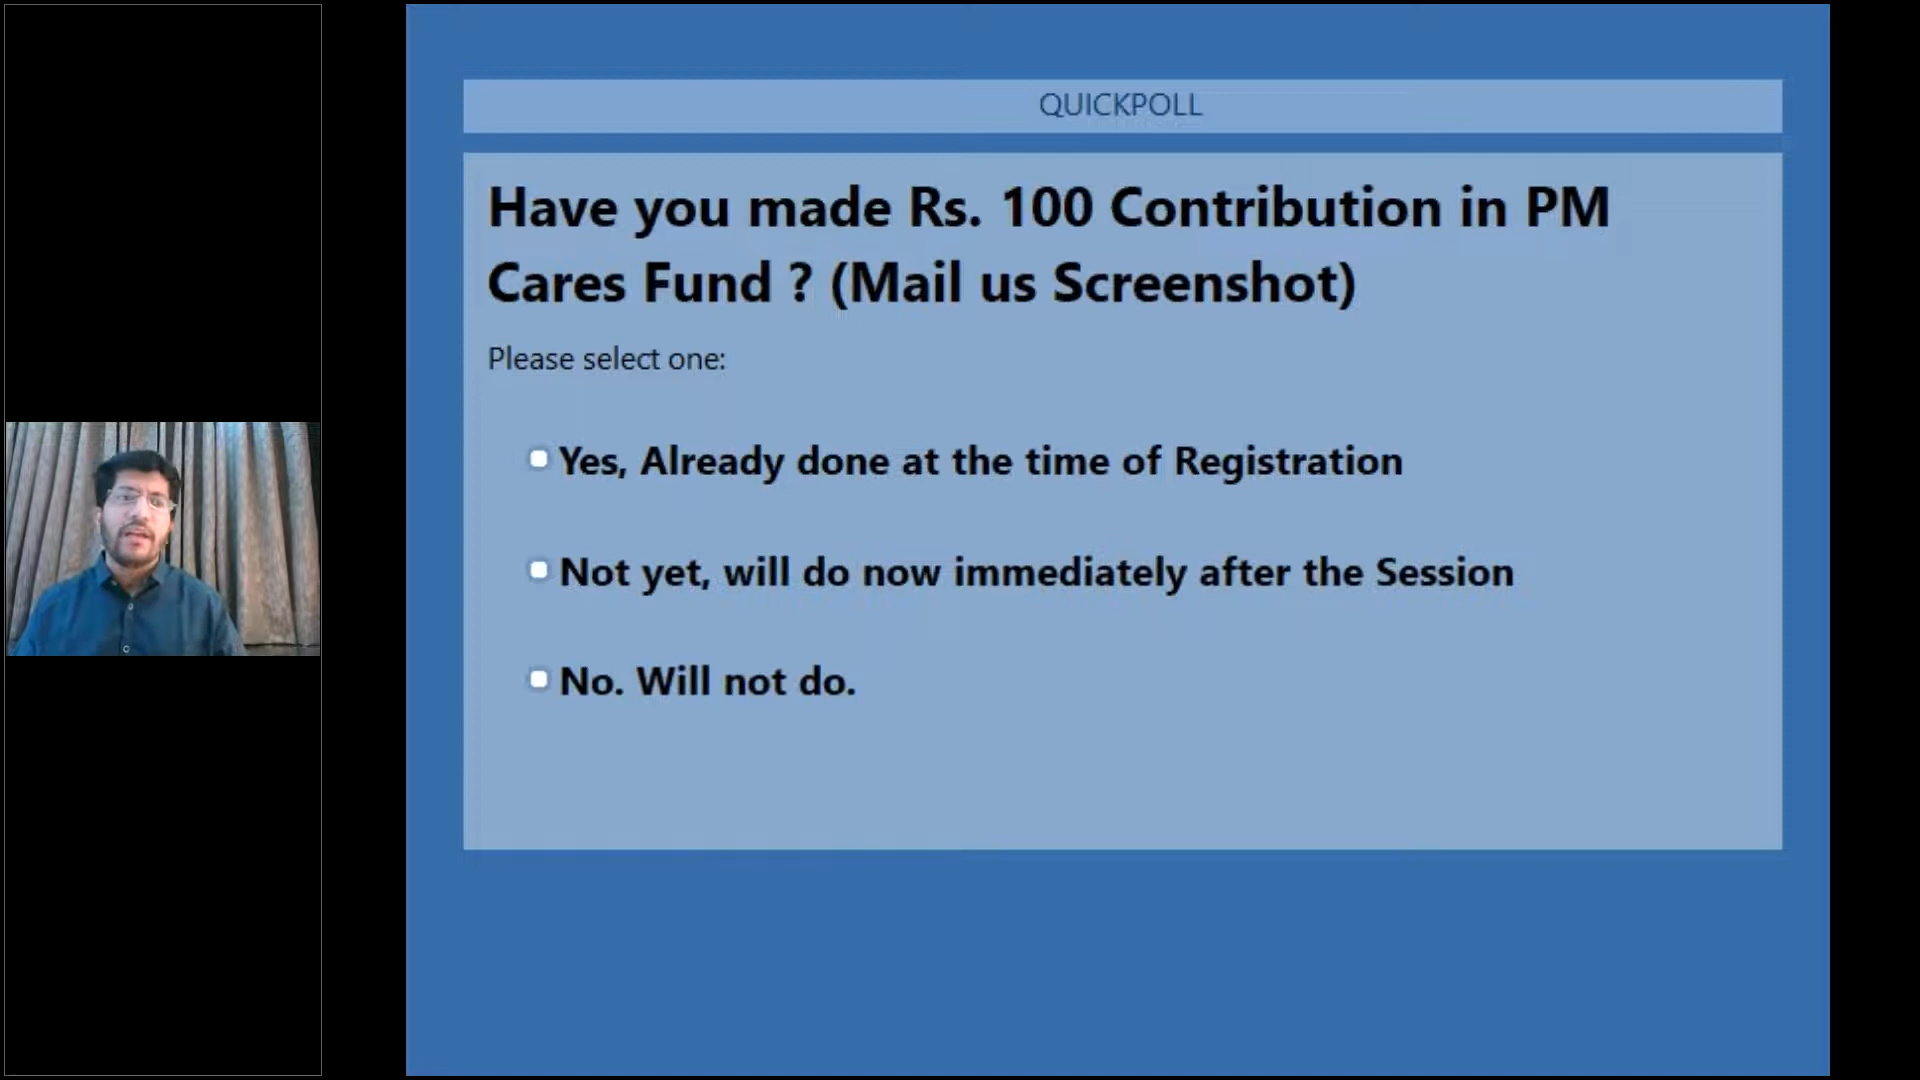 QUICKPOLL
Have you made Rs. 100 Contribution in PM
Cares Fund ? (Mail us Screenshot)
Please select one:
Yes, Already done at the time of Registration
Not yet, will do now immediately after the Session
No. Will not do.